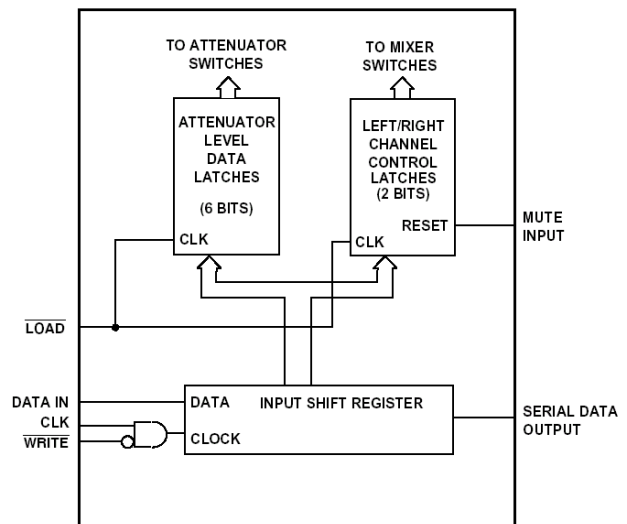 TO ATTENUATOR
SWITCHES
TO MIXER
SWITCHES
ATTENUATOR
LEVEL
DATA
LATCHES
(6 BITS)
CLK
LEFT/RIGHT
CHANNEL
CONTROL
LATCHES
(2 BITS)
RESET
CLK
MUTE
INPUT
LOAD
DATA IN
CLK
WRITE
DATA
INPUT SHIFT REGISTER
CLOCK
SERIAL DATA
OUTPUT